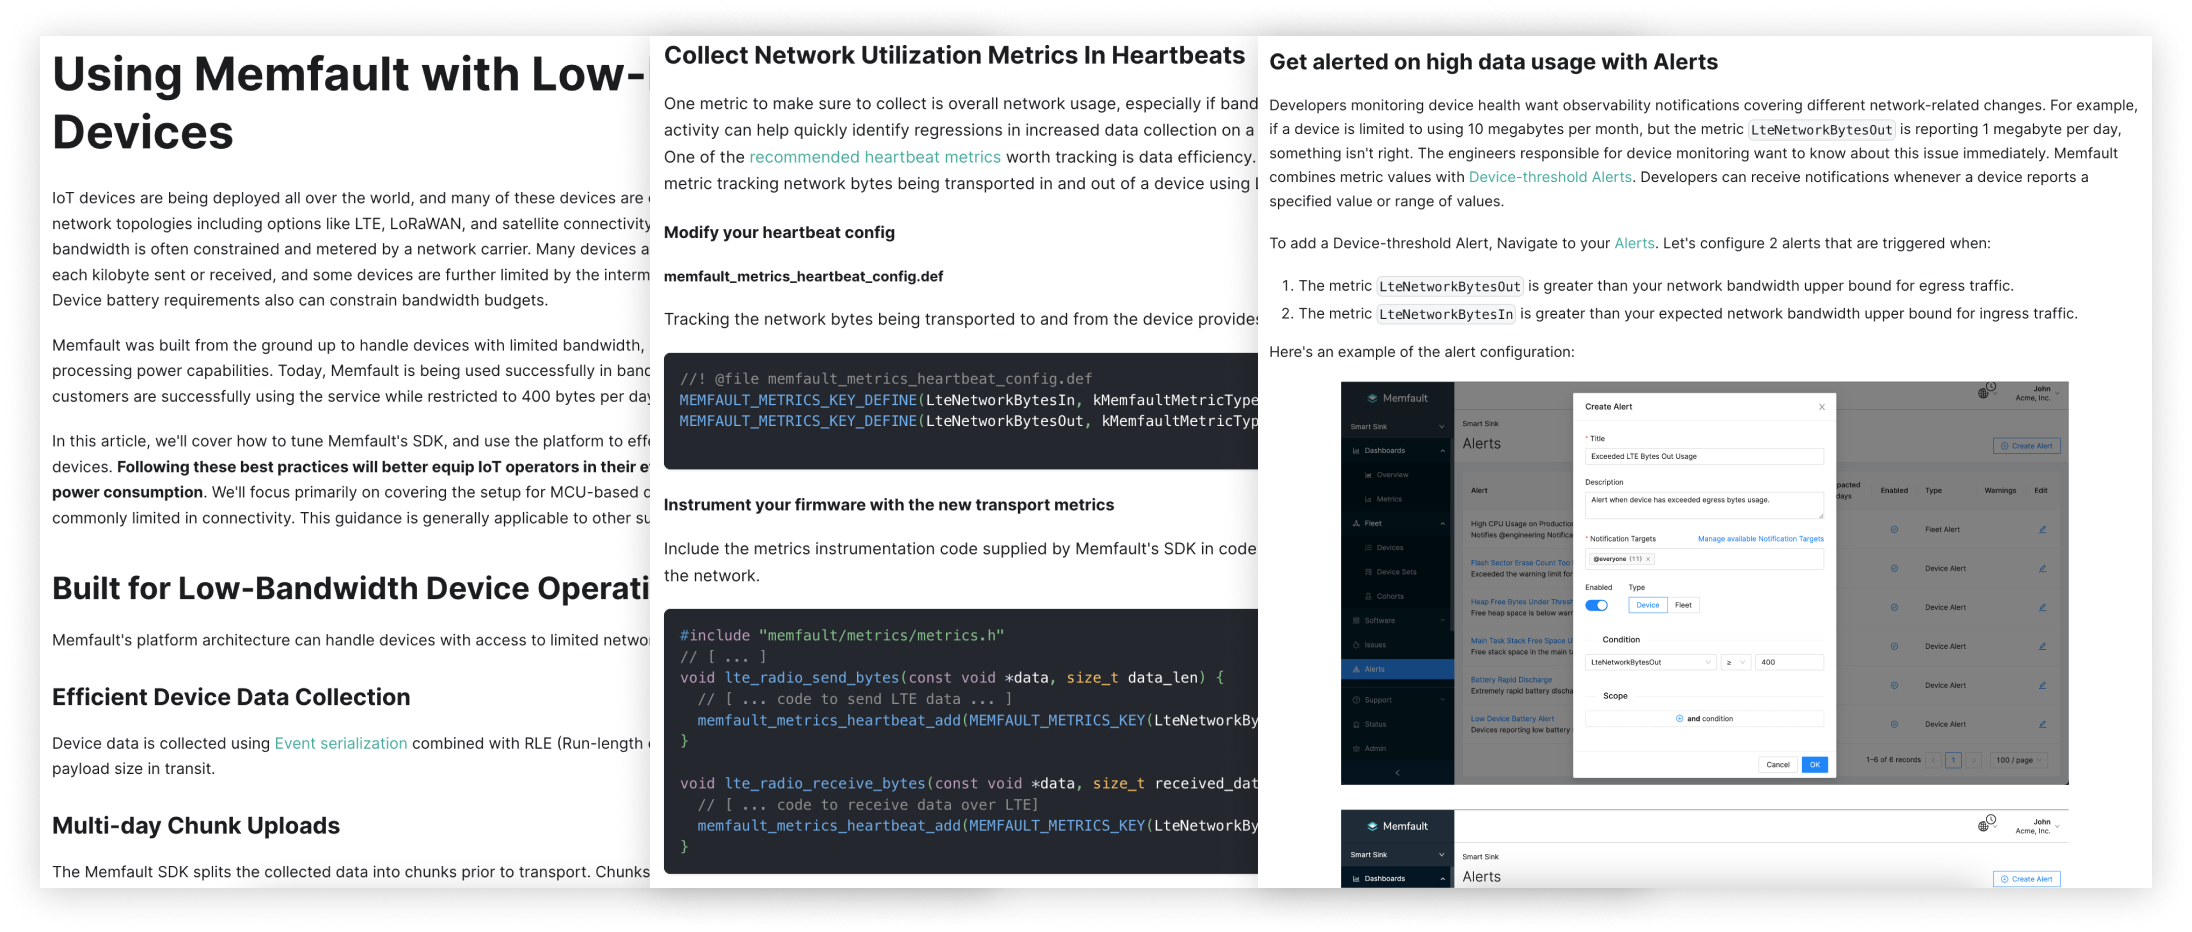 Using Memfault with Low-
Devices
IoT devices are being deployed all over the world, and many of these devices are
network topologies including options like LTE, LoRaWAN, and satellite connectivity
bandwidth is often constrained and metered by a network carrier. Many devices a
each kilobyte sent or received, and some devices are further limited by the interm
Device battery requirements also can constrain bandwidth budgets.
Memfault was built from the ground up to handle devices with limited bandwidth,
processing power capabilities. Today, Memfault is being used successfully in band
customers are successfully using the service while restricted to 400 bytes per day
In this article, we'll cover how to tune Memfault's SDK, and use the platform to effe
devices. Following these best practices will better equip IoT operators in their e
power consumption. We'll focus primarily on covering the setup for MCU-based d
commonly limited in connectivity. This guidance is generally applicable to other su
Built for Low-Bandwidth Device Operati
Memfault's platform architecture can handle devices with access to limited netwo
Efficient Device Data Collection
Device data is collected using Event serialization combined with RLE (Run-length
payload size in transit.
Multi-day Chunk Uploads
The Memfault SDK splits the collected data into chunks prior to transport. Chunks
Collect Network Utilization Metrics In Heartbeats
One metric to make sure to collect is overall network usage, especially if band
activity can help quickly identify regressions in increased data collection on a
One of the recommended heartbeat metrics worth tracking is data efficiency.
metric tracking network bytes being transported in and out of a device using
Modify your heartbeat config
memfault_metrics_heartbeat_config.def
Tracking the network bytes being transported to and from the device provides
//! @file memfault_metrics_heartbeat_config.def
MEMFAULT_METRICS_KEY_DEFINE(LteNetworkBytesIn, kMemfaultMetricType
MEMFAULT_METRICS_KEY_DEFINE(LteNetworkBytesOut, kMemfaultMetricTyp
Instrument your firmware with the new transport metrics
Include the metrics instrumentation code supplied by Memfault's SDK in code
the network.
#include "memfault/metrics/metrics.h"
// [ ... ]
void lte_radio_send_bytes(const void *data, size_t data_len) {
// [ ... code to send LTE data ... ]
memfault_metrics_heartbeat_add(MEMFAULT_METRICS_KEY(LteNetworkBy
}
void lte_radio_receive_bytes(const void *data, size_t received_dat
// [ ... code to receive data over LTE]
memfault_metrics_heartbeat_add(MEMFAULT_METRICS_KEY(LteNetworkBy
}
Get alerted on high data usage with Alerts
Developers monitoring device health want observability notifications covering different network-related changes. For example,
if a device is limited to using 10 megabytes per month, but the metric LteNetworkBytesOut is reporting 1 megabyte per day,
something isn't right. The engineers responsible for device monitoring want to know about this issue immediately. Memfault
combines metric values with Device-threshold Alerts. Developers can receive notifications whenever a device reports a
specified value or range of values.
To add a Device-threshold Alert, Navigate to your Alerts. Let's configure 2 alerts that are triggered when:
1. The metric LteNetworkBytesOut is greater than your network bandwidth upper bound for egress traffic.
2. The metric LteNetworkBytesIn is greater than your expected network bandwidth upper bound for ingress traffic.
Here's an example of the alert configuration:
Memfault
John
Acme, Inc.
Smart Sink
Dashboards
Overview
Metrics
Fleet
Devices
Device Sets
Cohorts
Software
Issues
Alerts
Support
Status
Admin
Smart Sink
Alerts
Create Alert
Alert
pacted
days
Enabled
Type
Warnings
Edit
High CPU Usage on Production
Notifies @engineering Notifica
Fleet Alert
Flash Sector Erase Count Too
Exceeded the warning limit for
Device Alert
Heap Free Bytes Under Thresh
Free heap space is below warn
Device Alert
Main Task Stack Free Space U
Free stack space in the main ta
Device Alert
Battery Rapid Discharge
Extremely rapid battery discha
Device Alert
Low Device Battery Alert
Devices reporting low battery
Device Alert
1-6 of 6 records
1
100 / page
Create Alert
X
* Title
Exceeded LTE Bytes Out Usage
Description
Alert when device has exceeded egress bytes usage.
* Notification Targets
Manage available Notification Targets
@everyone (11) ×
Enabled
Type
Device
Fleet
Condition
LteNetworkBytesOut
≥
400
Scope
and condition
Cancel
OK
Memfault
John
Acme, Inc.
Smart Sink
Smart Sink
Dashboards
Alerts
Create Alert